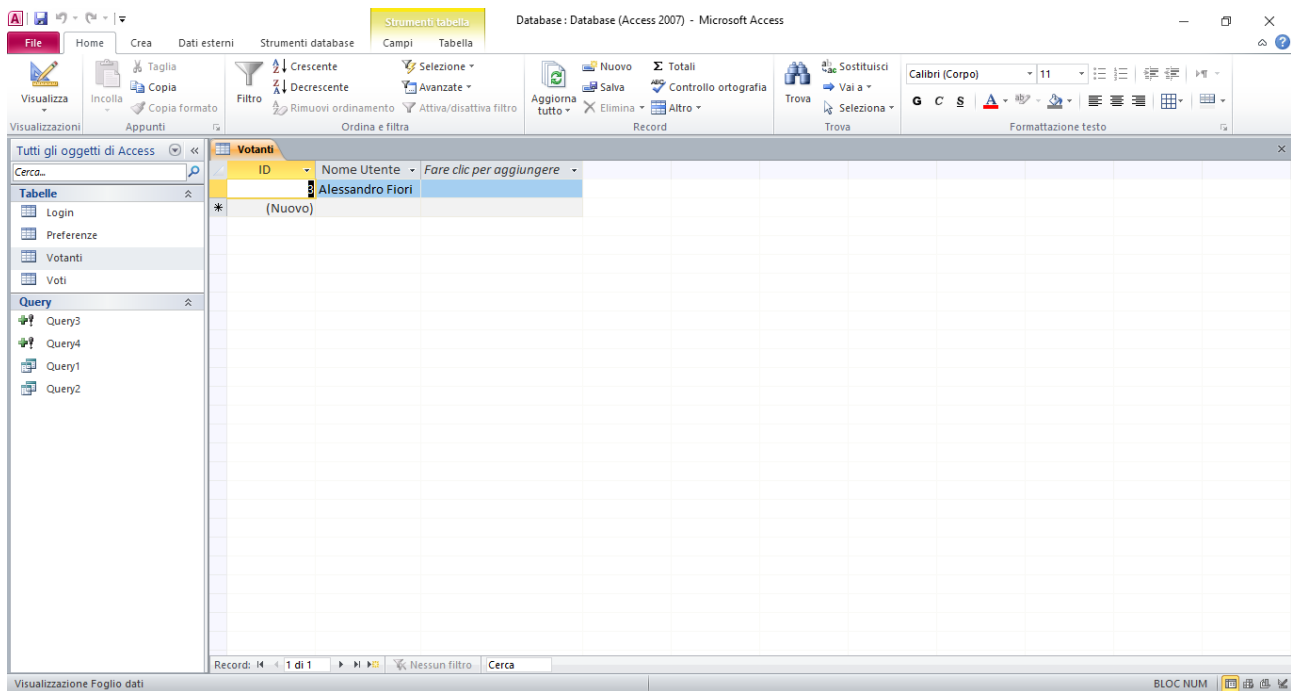 Strumenti tabella
Database : Database (Access 2007) - Microsoft Access
File Home Crea Dati esterni Strumenti database Campi Tabella
Visualizza
Visualizzazioni
Incolla
Taglia
Copia
Copia formato
Appunti
Filtro
Crescente
Decrescente
Rimuovi ordinamento
Selezione
Avanzate
Attiva/disattiva filtro
Ordina e filtra
Aggiorna
tutto
Nuovo
Salva
Elimina
Totali
Controllo ortografia
Altro
Record
Trova
Sostituisci
Vai a
Seleziona
Trova
Calibri (Corpo) 11
G C S A
Formattazione testo
Tutti gli oggetti di Access
Cerca...
Tabelle
Login
Preferenze
Votanti
Voti
Query
Query3
Query4
Query1
Query2
Votanti
ID Nome Utente Fare clic per aggiungere
3 Alessandro Fiori
(Nuovo)
Record: 1 di 1 Nessun filtro Cerca
Visualizzazione Foglio dati BLOC NUM